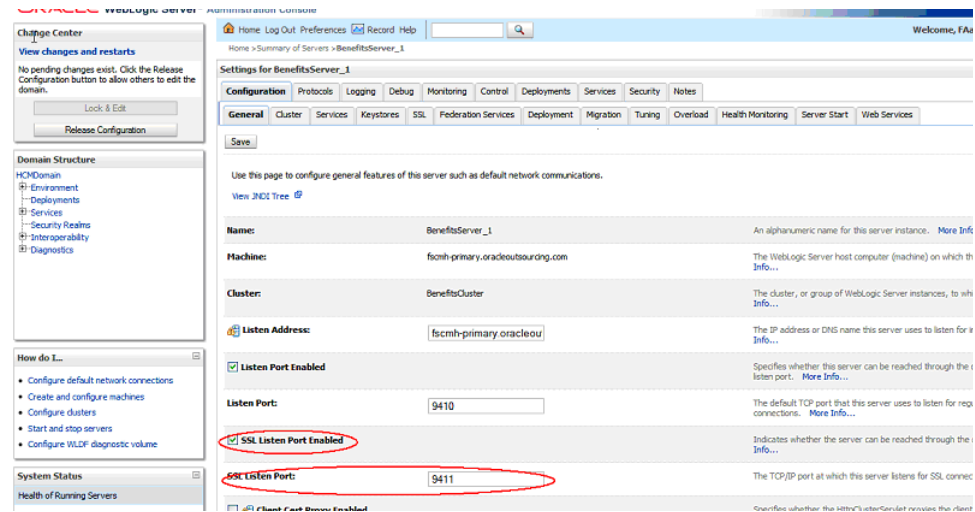 WebLogic Server Administration Console
Change Center
View changes and restarts
No pending changes exist. Click the Release
Configuration button to allow others to edit the
domain.
Lock & Edit
Release Configuration
Domain Structure
HCMDomain
Environment
Deployments
Services
Security Realms
Interoperability
Diagnostics
How do I...
Configure default network connections
Create and configure machines
Configure clusters
Start and stop servers
Configure WLDF diagnostic volume
System Status
Health of Running Servers
Home Log Out Preferences Record Help
Welcome, FAa
Home >Summary of Servers >BenefitsServer_1
Settings for BenefitsServer_1
Configuration Protocols Logging Debug Monitoring Control Deployments Services Security Notes
General Cluster Services Keystores SSL Federation Services Deployment Migration Tuning Overload Health Monitoring Server Start Web Services
Save
Use this page to configure general features of this server such as default network communications.
View JNDI Tree
Name: BenefitsServer_1 An alphanumeric name for this server instance. More Info
Machine: fscmh-primary.oracleoutsourcing.com The WebLogic Server host computer (machine) on which th
Info...
Cluster: BenefitsCluster The cluster, or group of WebLogic Server instances, to whi
Info...
Listen Address: fscmh-primary.oracleou The IP address or DNS name this server uses to listen for i
Info...
Listen Port Enabled Specifies whether this server can be reached through the d
listen port. More Info...
Listen Port: 9410 The default TCP port that this server uses to listen for regu
connections. More Info...
SSL Listen Port Enabled Indicates whether the server can be reached through the
Info...
SSL Listen Port: 9411 The TCP/IP port at which this server listens for SSL connec
Client Cert Proxy Enabled Specifies whether the HttpClusterServlet proxies the client